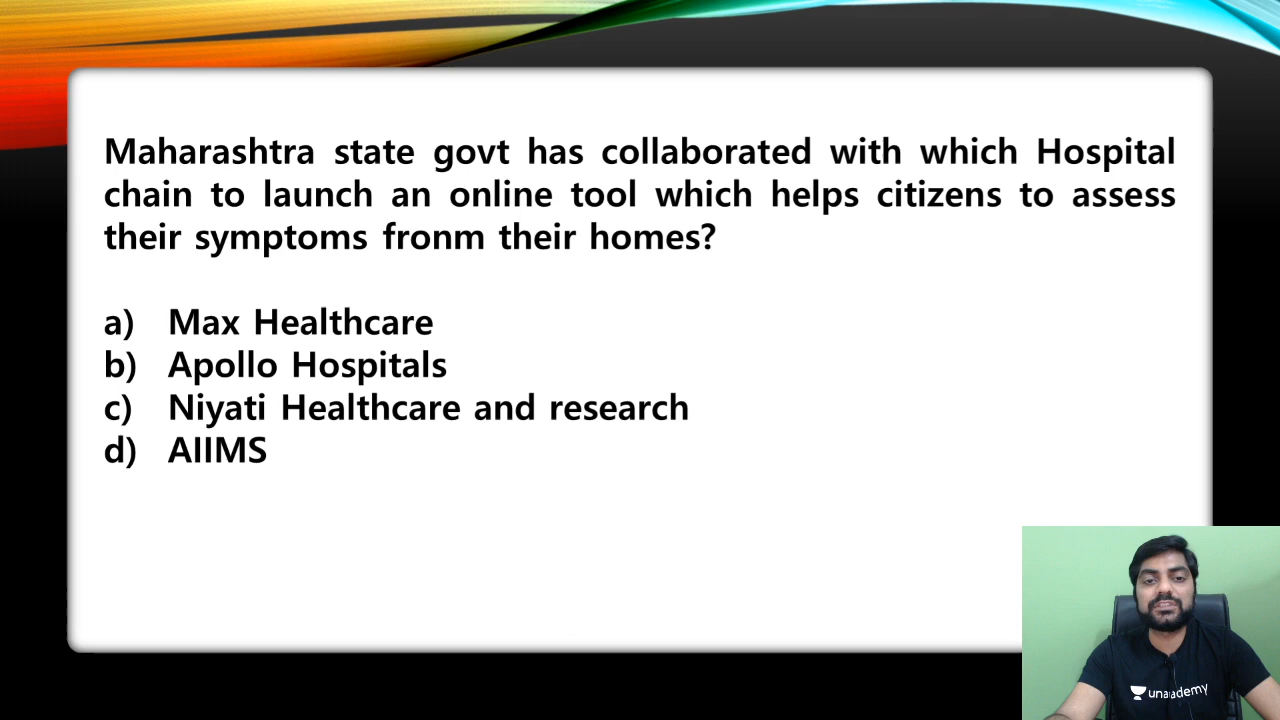 Maharashtra state govt has collaborated with which Hospital
chain to launch an online tool which helps citizens to assess
their symptoms fronm their homes?
a) Max Healthcare
b) Apollo Hospitals
c) Niyati Healthcare and research
d) AIIMS
unacademy